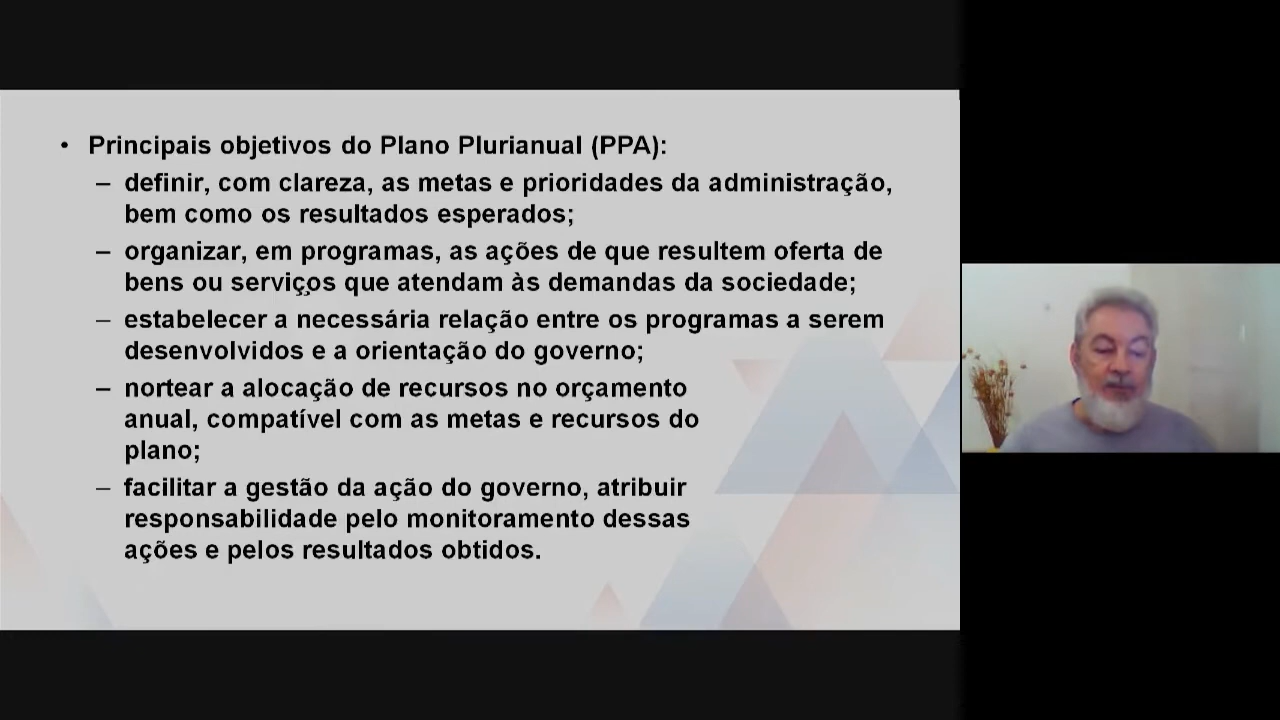 • Principais objetivos do Plano Plurianual (PPA):
– definir, com clareza, as metas e prioridades da administração,
bem como os resultados esperados;
– organizar, em programas, as ações de que resultem oferta de
bens ou serviços que atendam às demandas da sociedade;
– estabelecer a necessária relação entre os programas a serem
desenvolvidos e a orientação do governo;
– nortear a alocação de recursos no orçamento
anual, compatível com as metas e recursos do
plano;
– facilitar a gestão da ação do governo, atribuir
responsabilidade pelo monitoramento dessas
ações e pelos resultados obtidos.